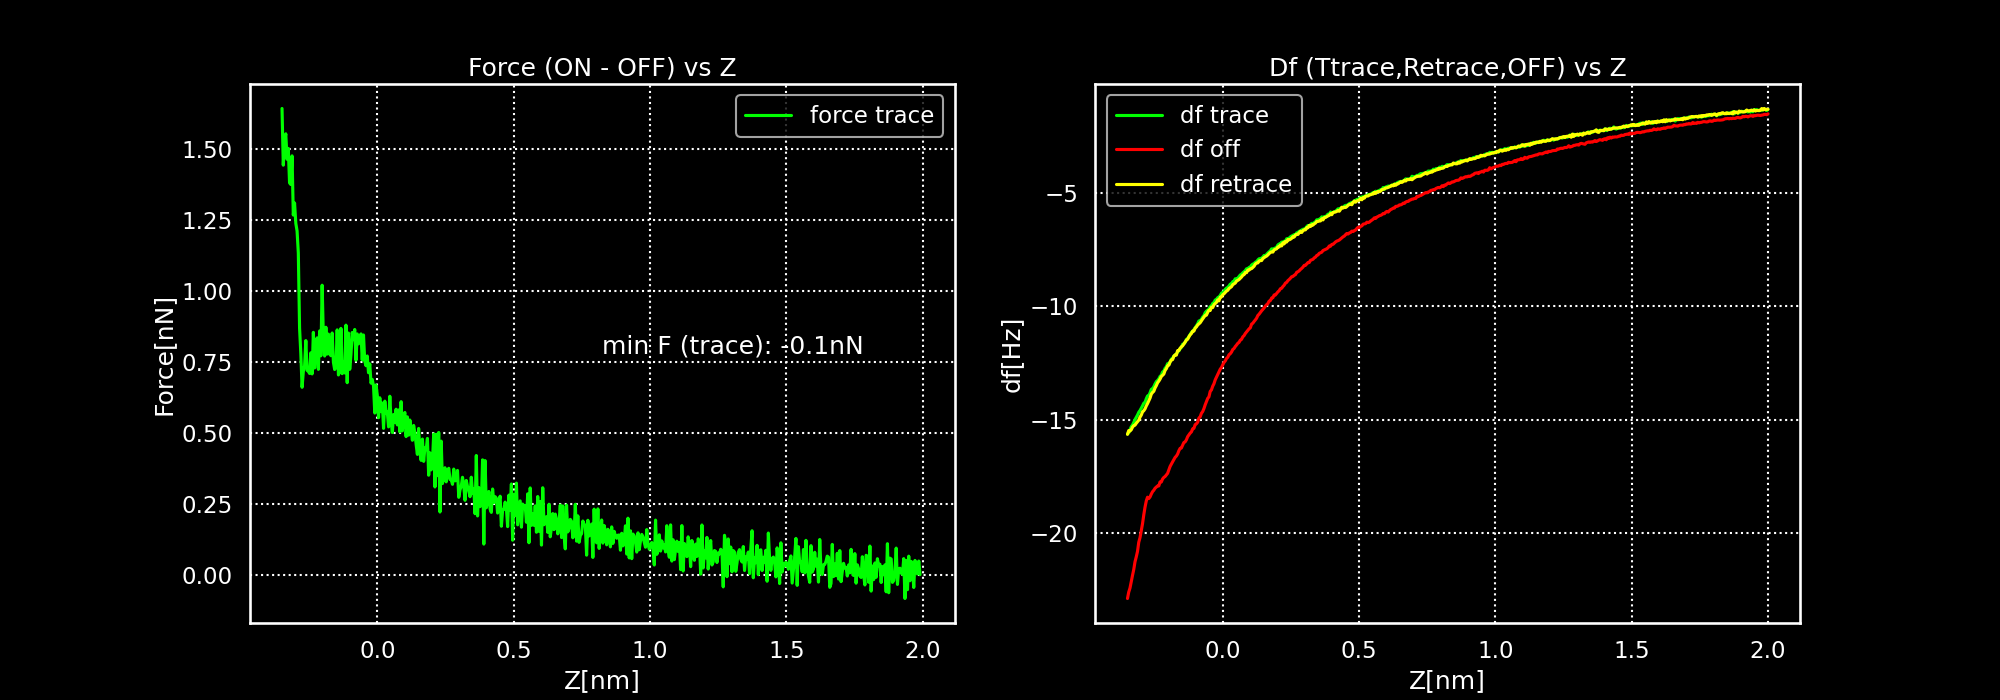 Force (ON - OFF) vs Z
force trace
1.50
1.25
1.00
0.75
0.50
0.25
0.00
Force[nN]
min F (trace): -0.1nN
0.0 0.5 1.0 1.5 2.0
Z[nm]
Df (Ttrace,Retrace,OFF) vs Z
df trace
df off
df retrace
−5
−10
−15
−20
df[Hz]
0.0 0.5 1.0 1.5 2.0
Z[nm]